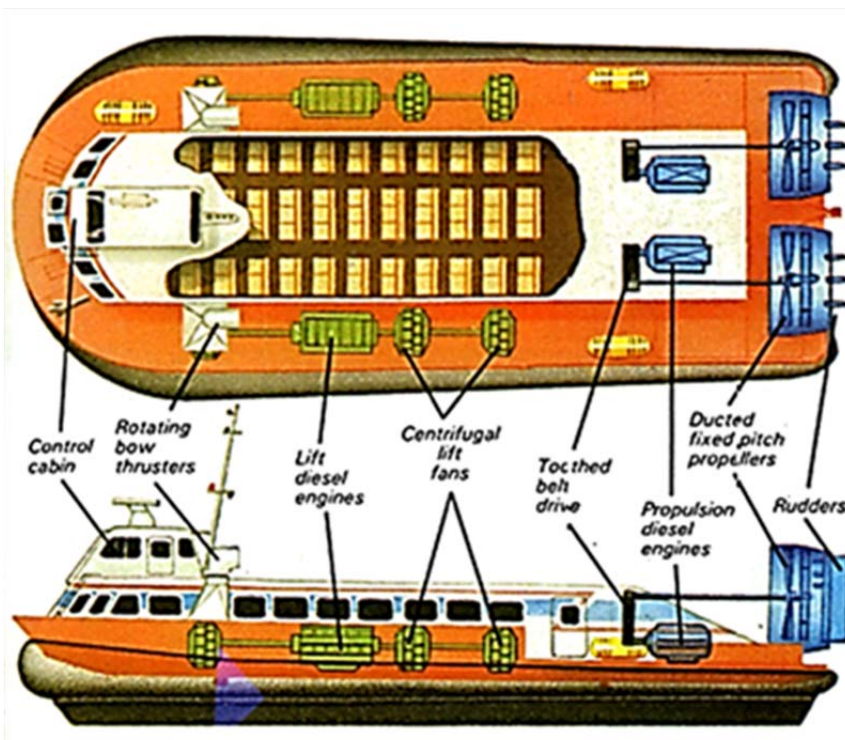 Control
cabin
Rotating
bow
thrusters
Lift
diesel
engines
Centrifugal
lift
fans
Toothed
belt
drive
Propulsion
diesel
engines
Ducted
fixed pitch
propellers
Rudders